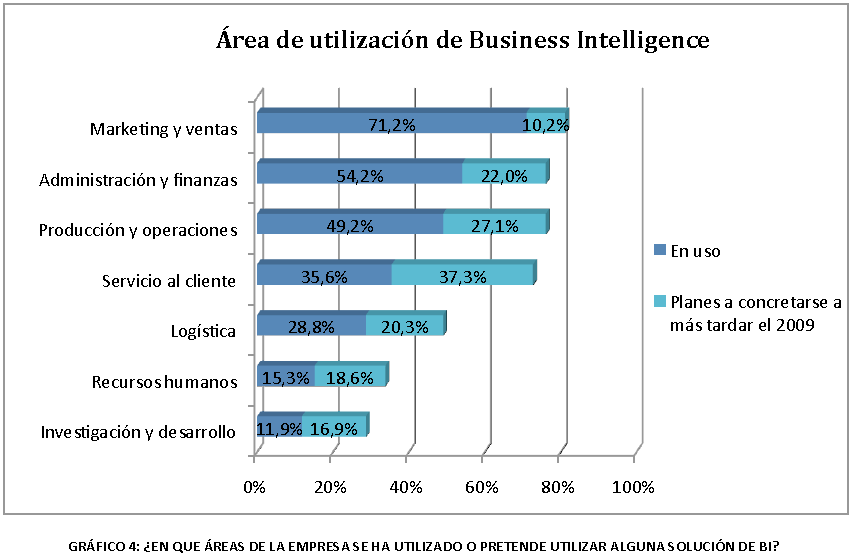 Área de utilización de Business Intelligence
Marketing y ventas
71,2%
10,2%
Administración y finanzas
54,2%
22,0%
Producción y operaciones
49,2%
27,1%
Servicio al cliente
35,6%
37,3%
Logística
28,8%
20,3%
Recursos humanos
15,3%
18,6%
Investigación y desarrollo
11,9%
16,9%
0%
20%
40%
60%
80%
100%
En uso
Planes a concretarse a
más tardar el 2009
GRÁFICO 4: ¿EN QUE ÁREAS DE LA EMPRESA SE HA UTILIZADO O PRETENDE UTILIZAR ALGUNA SOLUCIÓN DE BI?